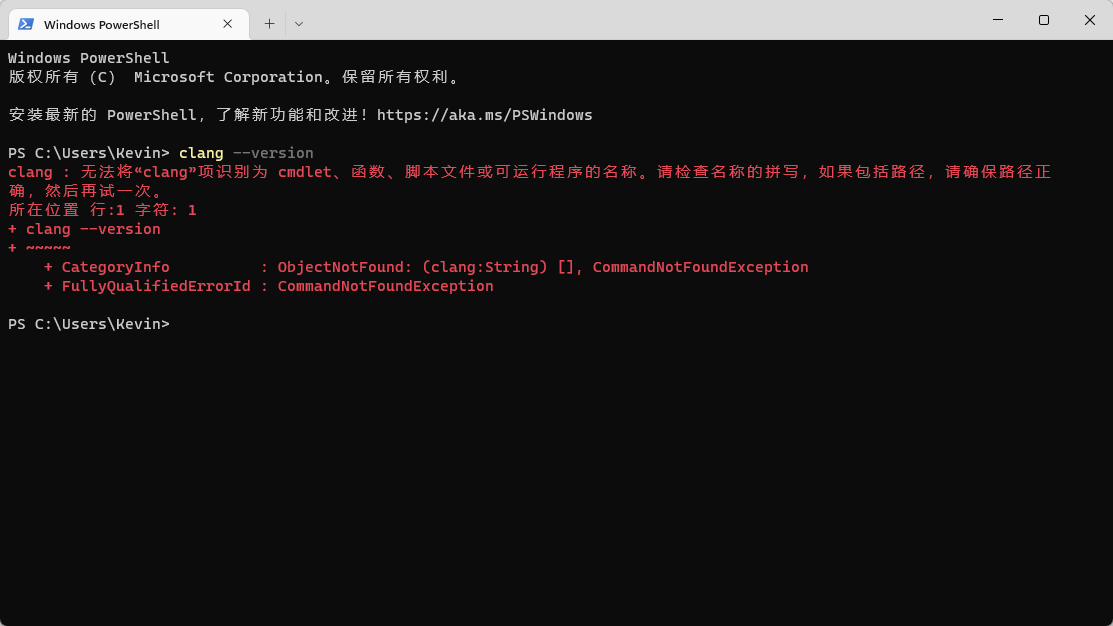 Windows PowerShell
Windows PowerShell
版权所有 (C)  Microsoft Corporation。保留所有权利。
安装最新的 PowerShell，了解新功能和改进！https://aka.ms/PSWindows
PS C:\Users\Kevin> clang --version
clang : 无法将“clang”项识别为 cmdlet、函数、脚本文件或可运行程序的名称。请检查名称的拼写，如果包括路径，请确保路径正
确，然后再试一次。
所在位置 行:1 字符: 1
+ clang --version
+ ~~~~~
    + CategoryInfo          : ObjectNotFound: (clang:String) [], CommandNotFoundException
    + FullyQualifiedErrorId : CommandNotFoundException
PS C:\Users\Kevin>